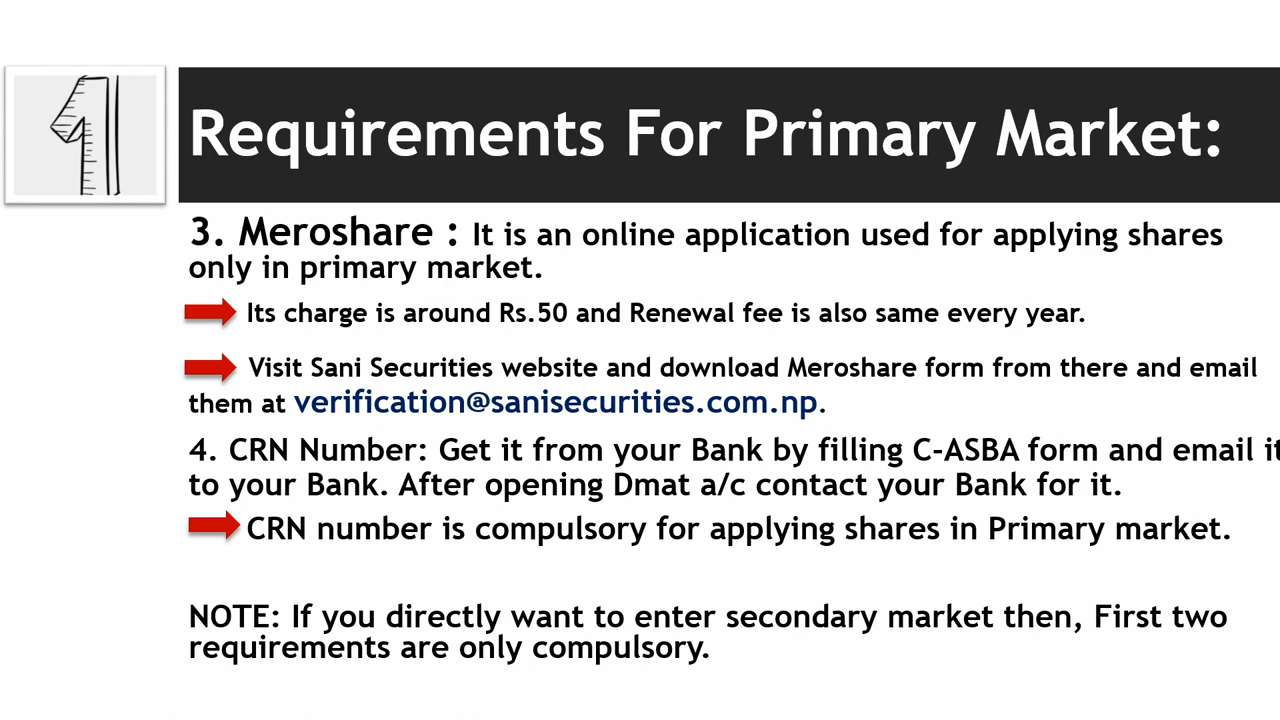 Requirements For Primary Market:
3. Meroshare : It is an online application used for applying shares
only in primary market.
Its charge is around Rs.50 and Renewal fee is also same every year.
Visit Sani Securities website and download Meroshare form from there and email
them at verification@sanisecurities.com.np.
4. CRN Number: Get it from your Bank by filling C-ASBA form and email it
to your Bank. After opening Dmat a/c contact your Bank for it.
CRN number is compulsory for applying shares in Primary market.
NOTE: If you directly want to enter secondary market then, First two
requirements are only compulsory.